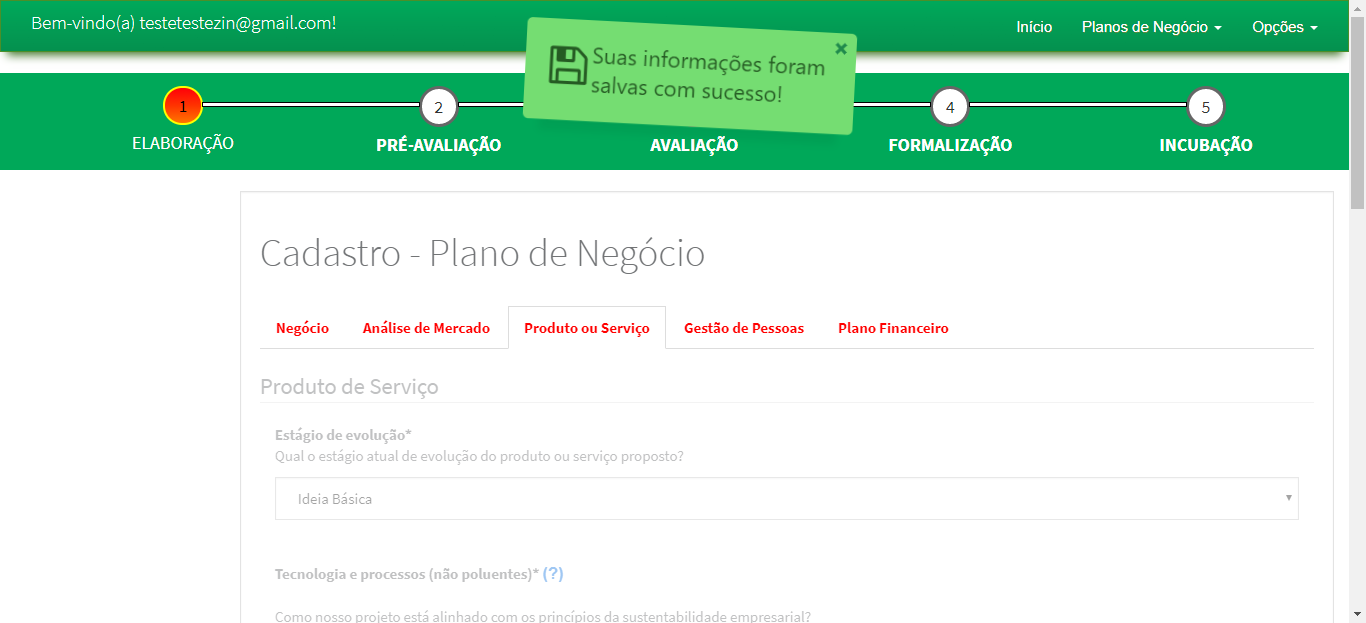 Bem-vindo(a) testetestezin@gmail.com!
Início Planos de Negócio Opções
Suas informações foram
salvas com sucesso!
1 2 4 5
ELABORAÇÃO PRÉ-AVALIAÇÃO AVALIAÇÃO FORMALIZAÇÃO INCUBAÇÃO
Cadastro - Plano de Negócio
Negócio Análise de Mercado Produto ou Serviço Gestão de Pessoas Plano Financeiro
Produto de Serviço
Estágio de evolução*
Qual o estágio atual de evolução do produto ou serviço proposto?
Ideia Básica
Tecnologia e processos (não poluentes)* (?)
Como nosso projeto está alinhado com os princípios da sustentabilidade empresarial?